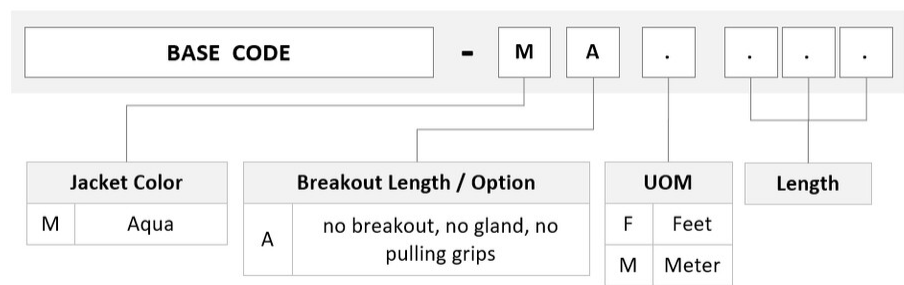 BASE CODE - M A . . . .
Jacket Color
M Aqua
Breakout Length / Option
A no breakout, no gland, no
pulling grips
UOM
F Feet
M Meter
Length